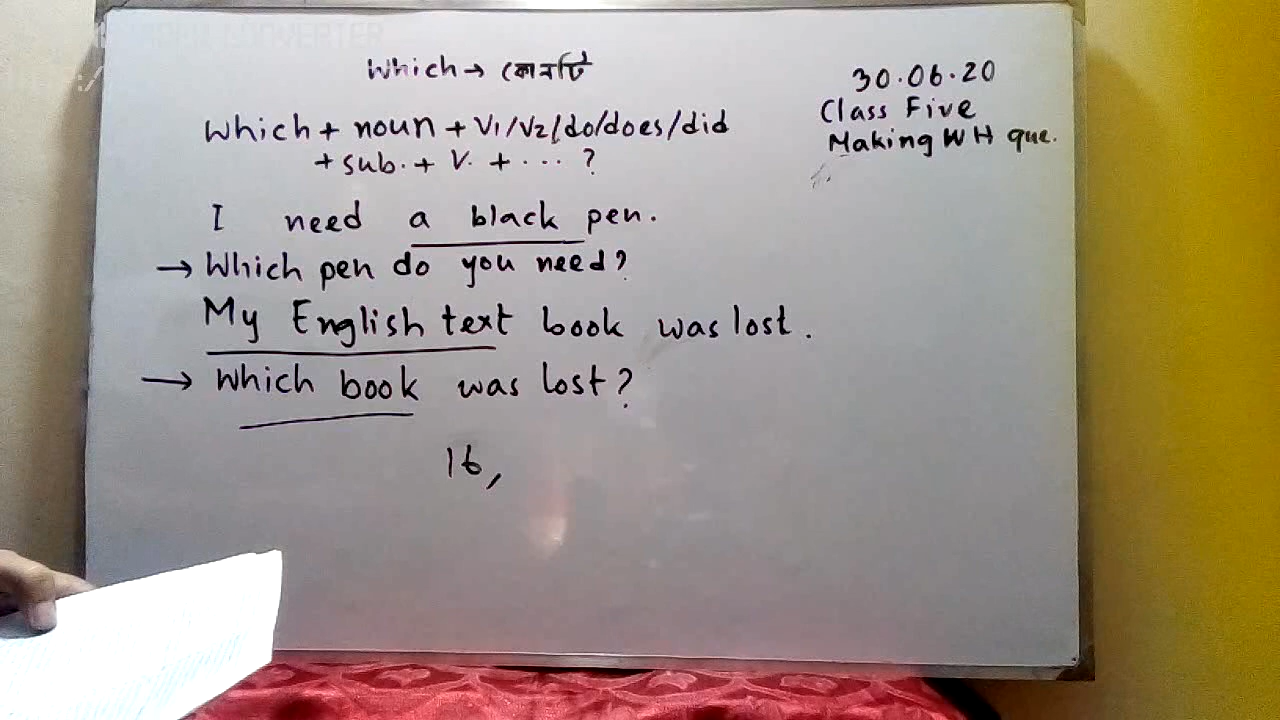 Which → কোনটি
30.06.20
Class Five
Making WH que.
Which + noun + V1/V2/do/does/did
+ sub. + V. + ... ?
I need a black pen.
→ Which pen do you need?
My English text book was lost.
→ Which book was lost?
16,